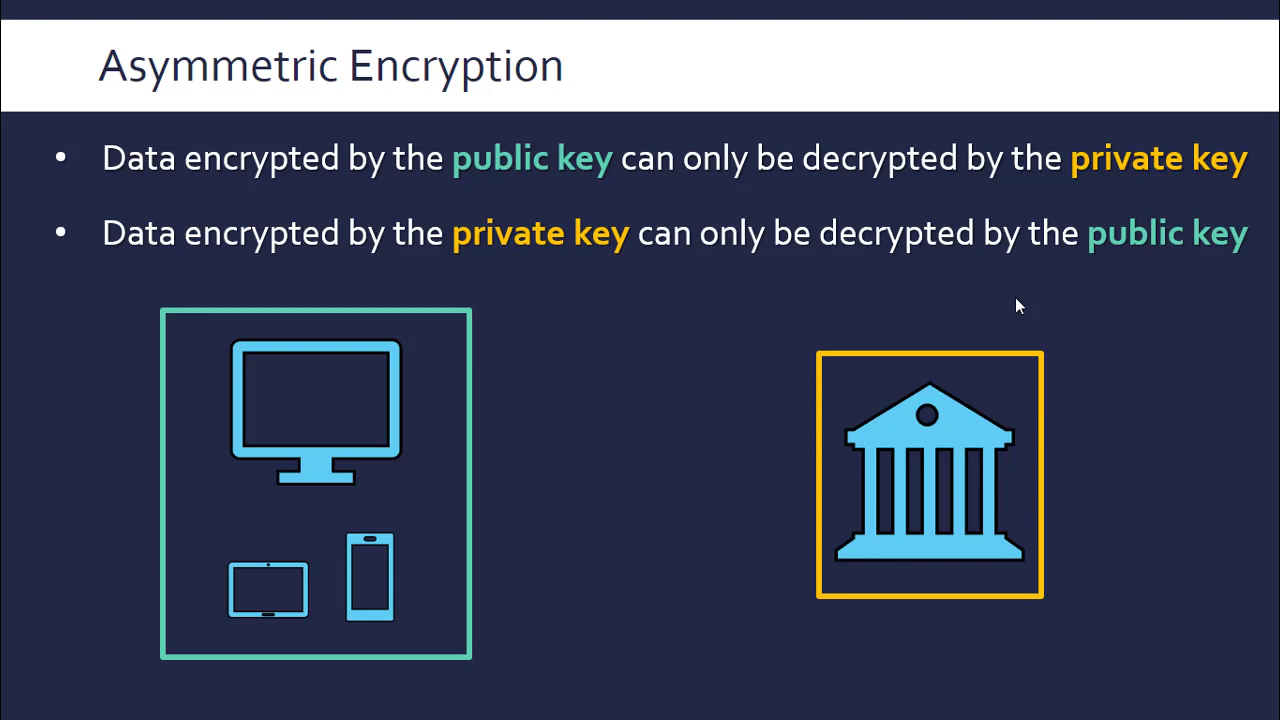 Asymmetric Encryption
• Data encrypted by the public key can only be decrypted by the private key
• Data encrypted by the private key can only be decrypted by the public key